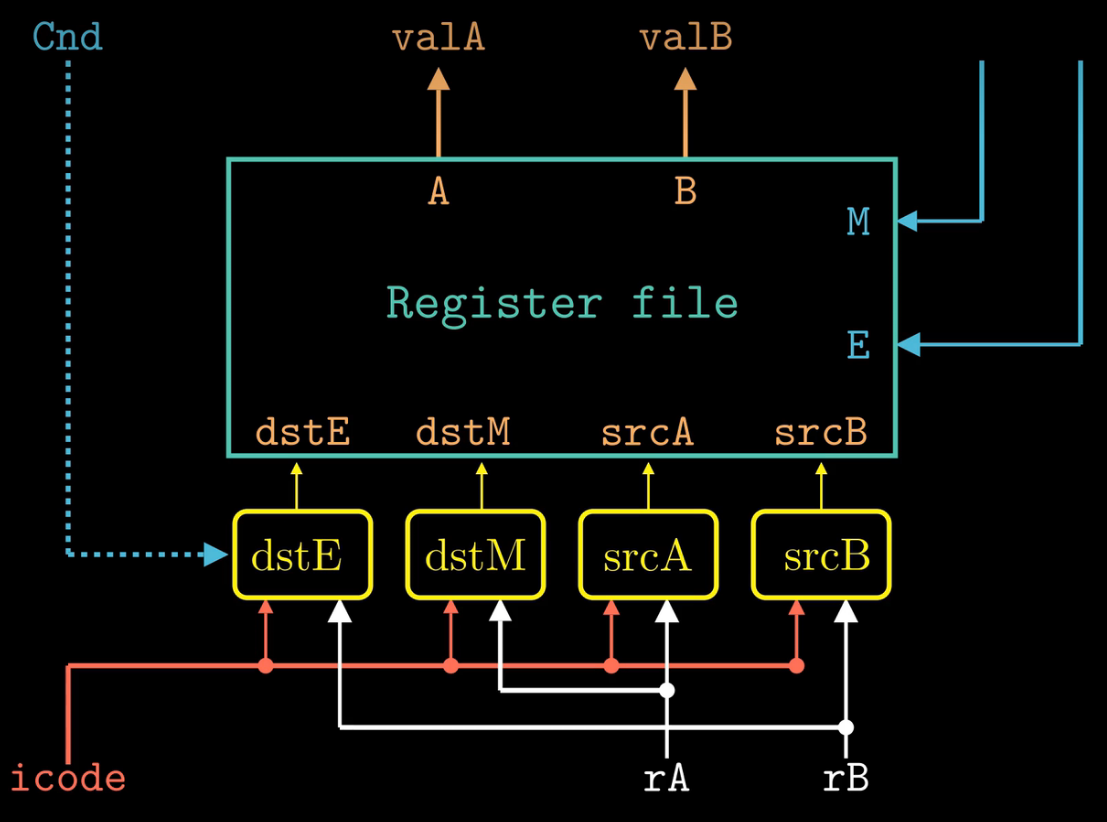 Cnd valA valB
A B
M
Register file
E
dstE dstM srcA srcB
dstE dstM srcA srcB
icode rA rB